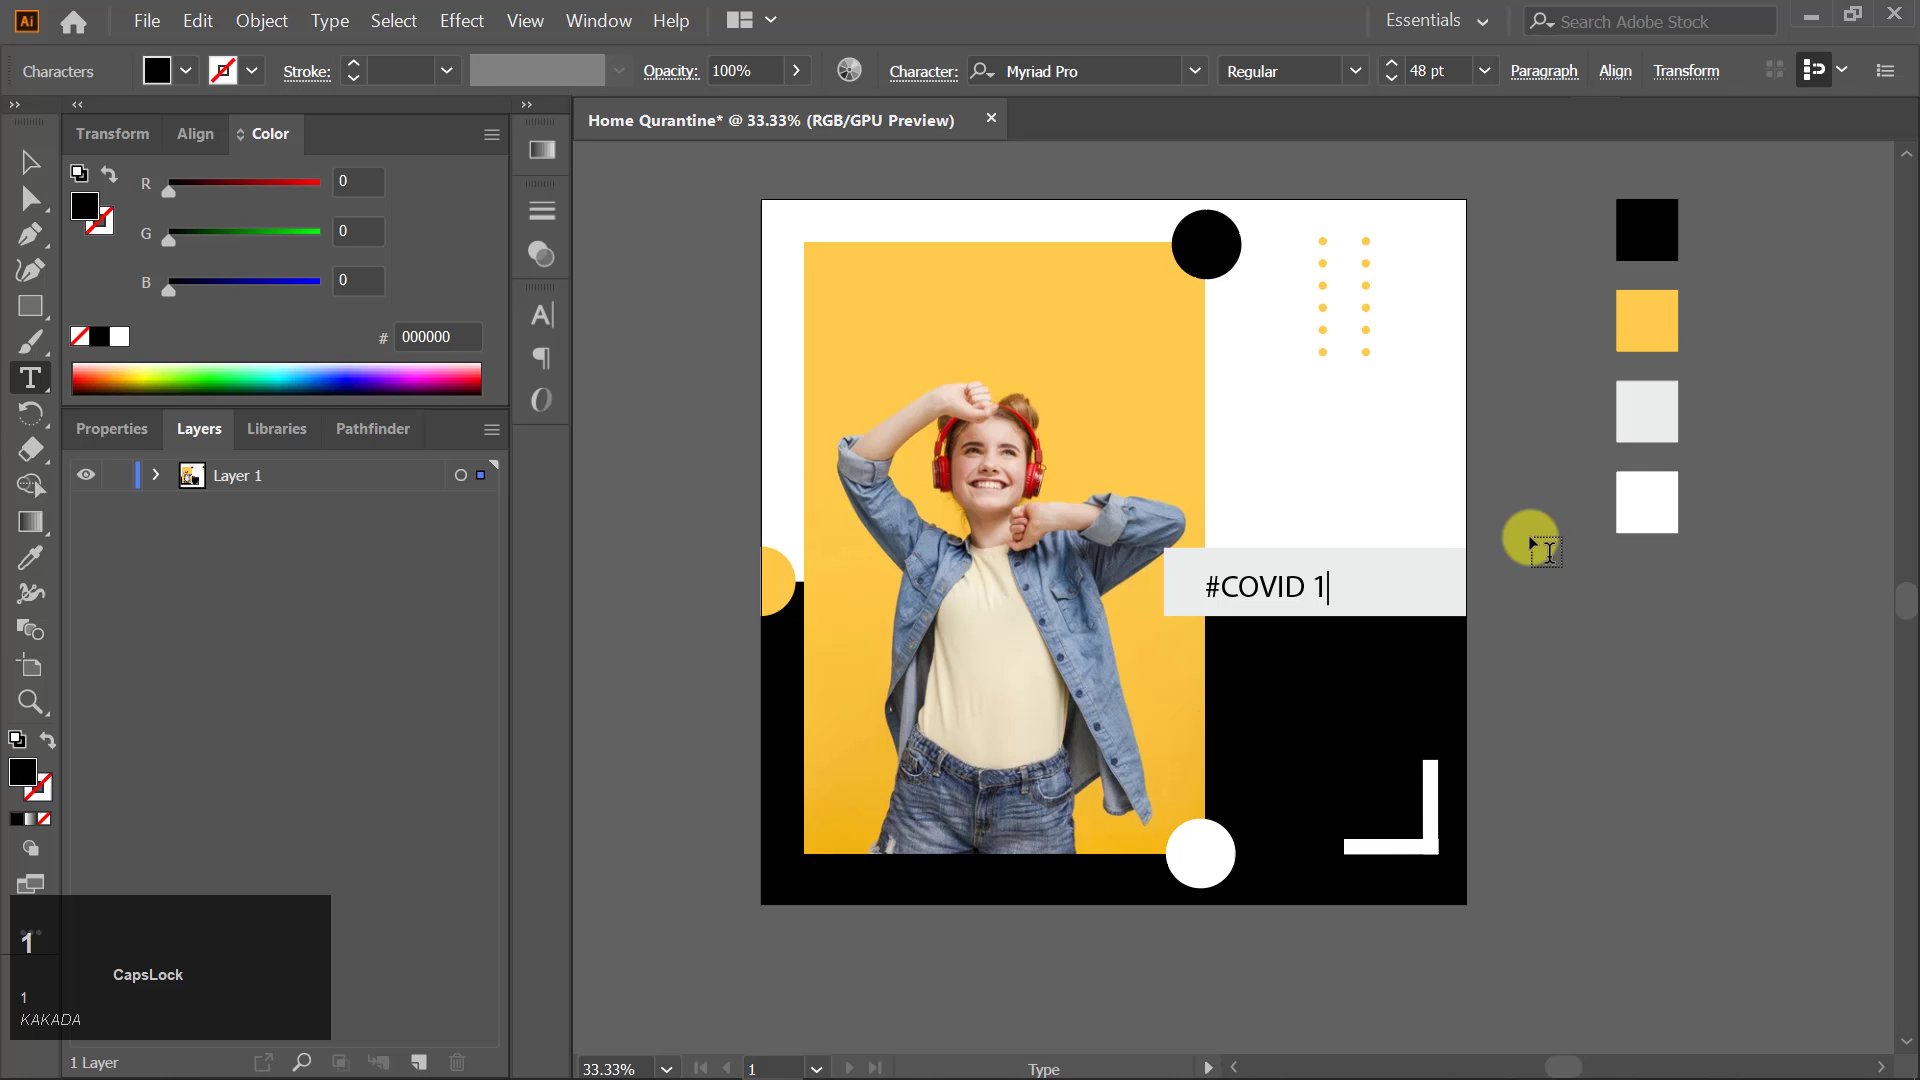 Ai
File Edit Object Type Select Effect View Window Help
Essentials
Search Adobe Stock
Characters
Stroke:
Opacity:
100%
Character:
Myriad Pro
Regular
48 pt
Paragraph
Align
Transform
Transform Align Color
Home Qurantine* @ 33.33% (RGB/GPU Preview)
R 0
G 0
B 0
# 000000
Properties Layers Libraries Pathfinder
Layer 1
#COVID 1
1
CapsLock
1
KAKADA
1 Layer
33.33%
1
Type